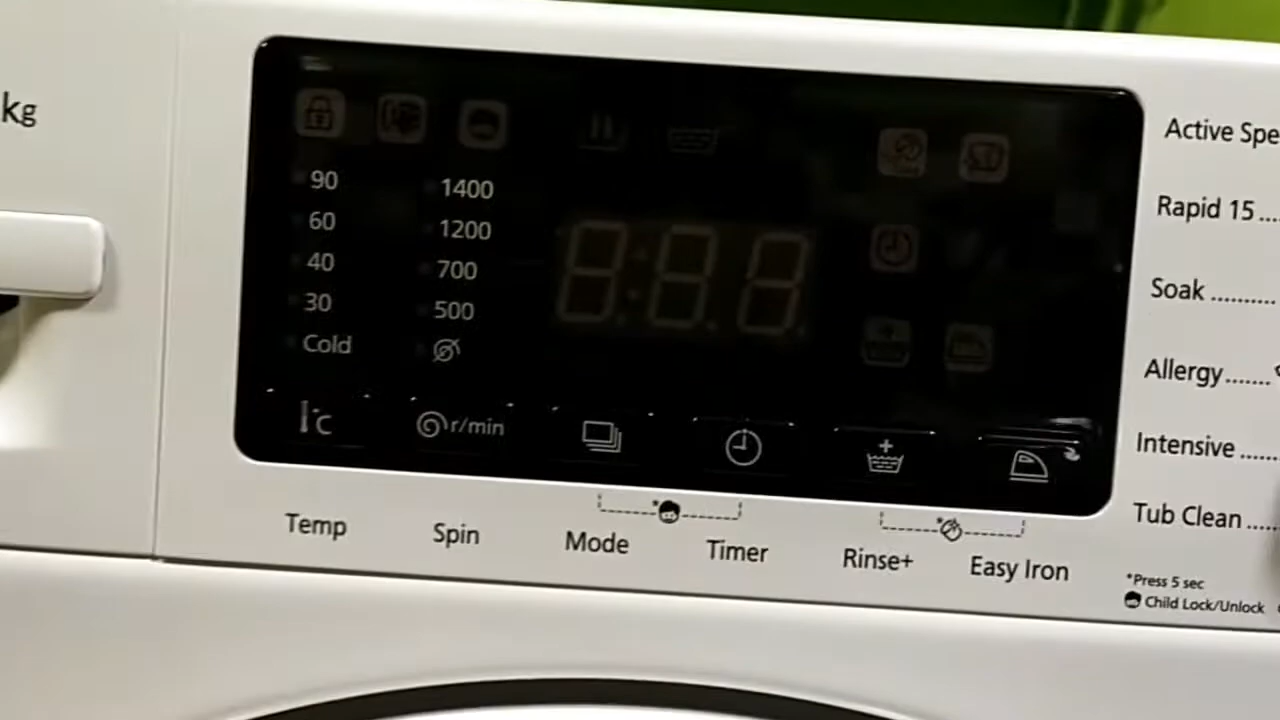 kg
90
60
40
30
Cold
1400
1200
700
500
°C
r/min
Temp
Spin
Mode
Timer
Rinse+
Easy Iron
Active Spe
Rapid 15....
Soak ..........
Allergy.......
Intensive ......
Tub Clean ....
*Press 5 sec
Child Lock/Unlock